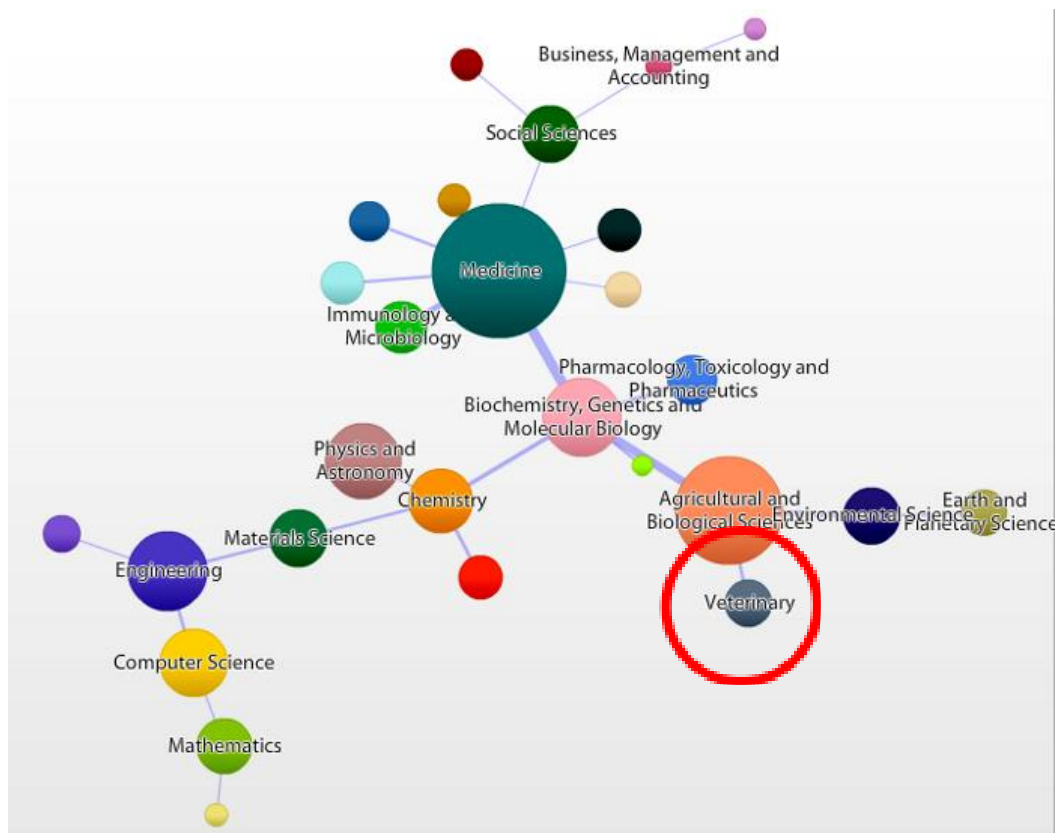 Business, Management and
Accounting
Social Sciences
Medicine
Immunology a
Microbiology
Pharmacology, Toxicology and
Pharmaceutics
Biochemistry, Genetics and
Molecular Biology
Physics and
Astronomy
Chemistry
Agricultural and
Biological Sciences
Environmental Science
Earth and
Planetary Science
Materials Science
Engineering
Veterinary
Computer Science
Mathematics